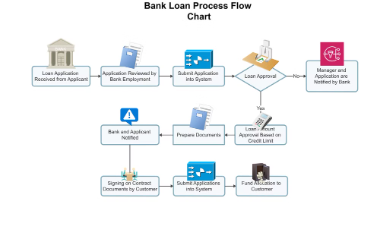 Bank Loan Process Flow
Chart
Loan Application
Received from Applicant
Application Reviewed by
Bank Employment
Submit Application
into System
Loan Approval
No
Manager and
Application are
Notified by Bank
Yes
Loan
Approval Based on
Credit Limit
Prepare Documents
Bank and Applicant
Notified
Signing on Contract
Documents by Customer
Submit Applications
into System
Fund Allocation to
Customer